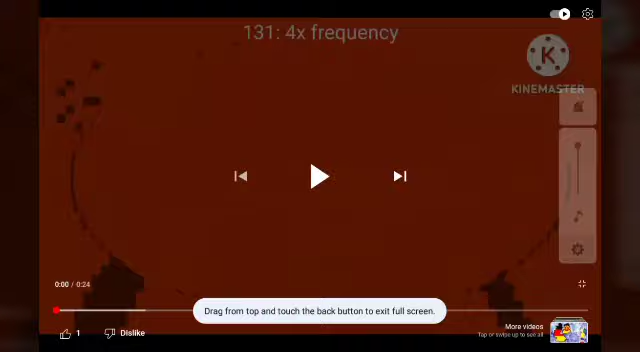 131: 4x frequency
K
KINEMASTER
0:00 / 0:24
Drag from top and touch the back button to exit full screen.
1
Dislike
More videos
Tap or swipe up to see all